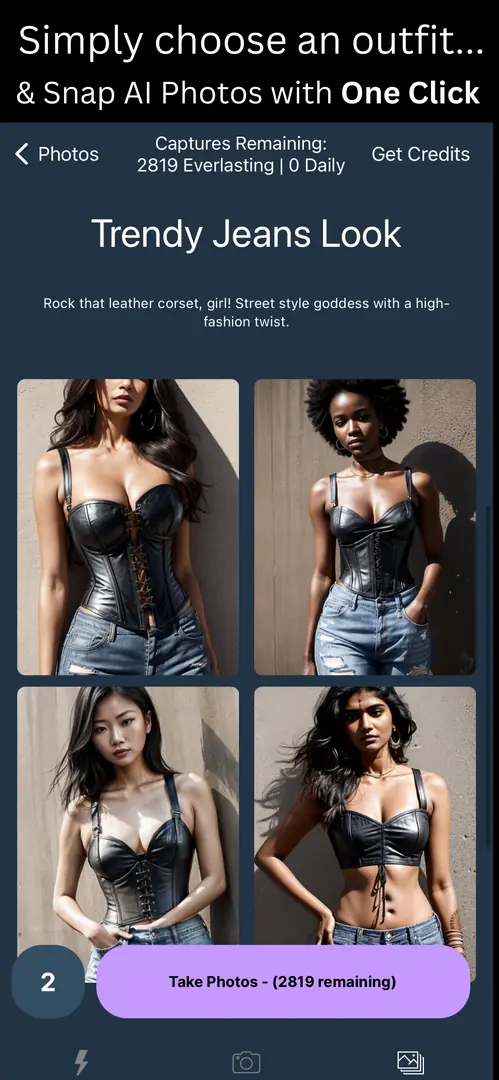 Simply choose an outfit...
& Snap AI Photos with One Click
Photos
Captures Remaining:
2819 Everlasting | 0 Daily
Get Credits
Trendy Jeans Look
Rock that leather corset, girl! Street style goddess with a high-
fashion twist.
2
Take Photos - (2819 remaining)